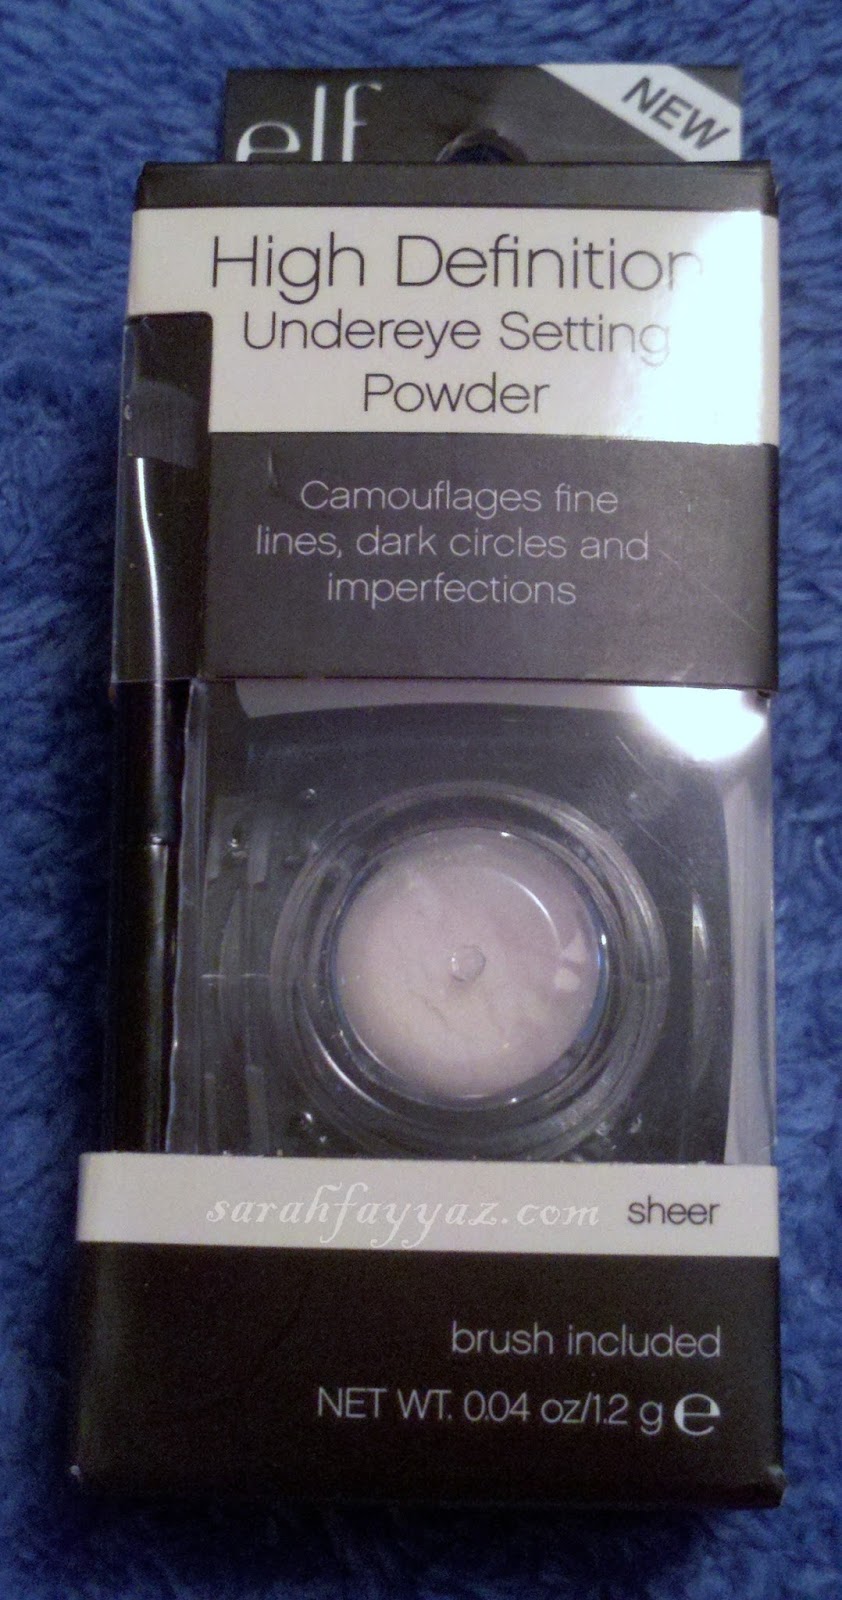 elf
NEW
High Definition
Undereye Setting
Powder
Camouflages fine
lines, dark circles and
imperfections
sarahfayyaz.com
sheer
brush included
NET WT. 0.04 oz/1.2 g e